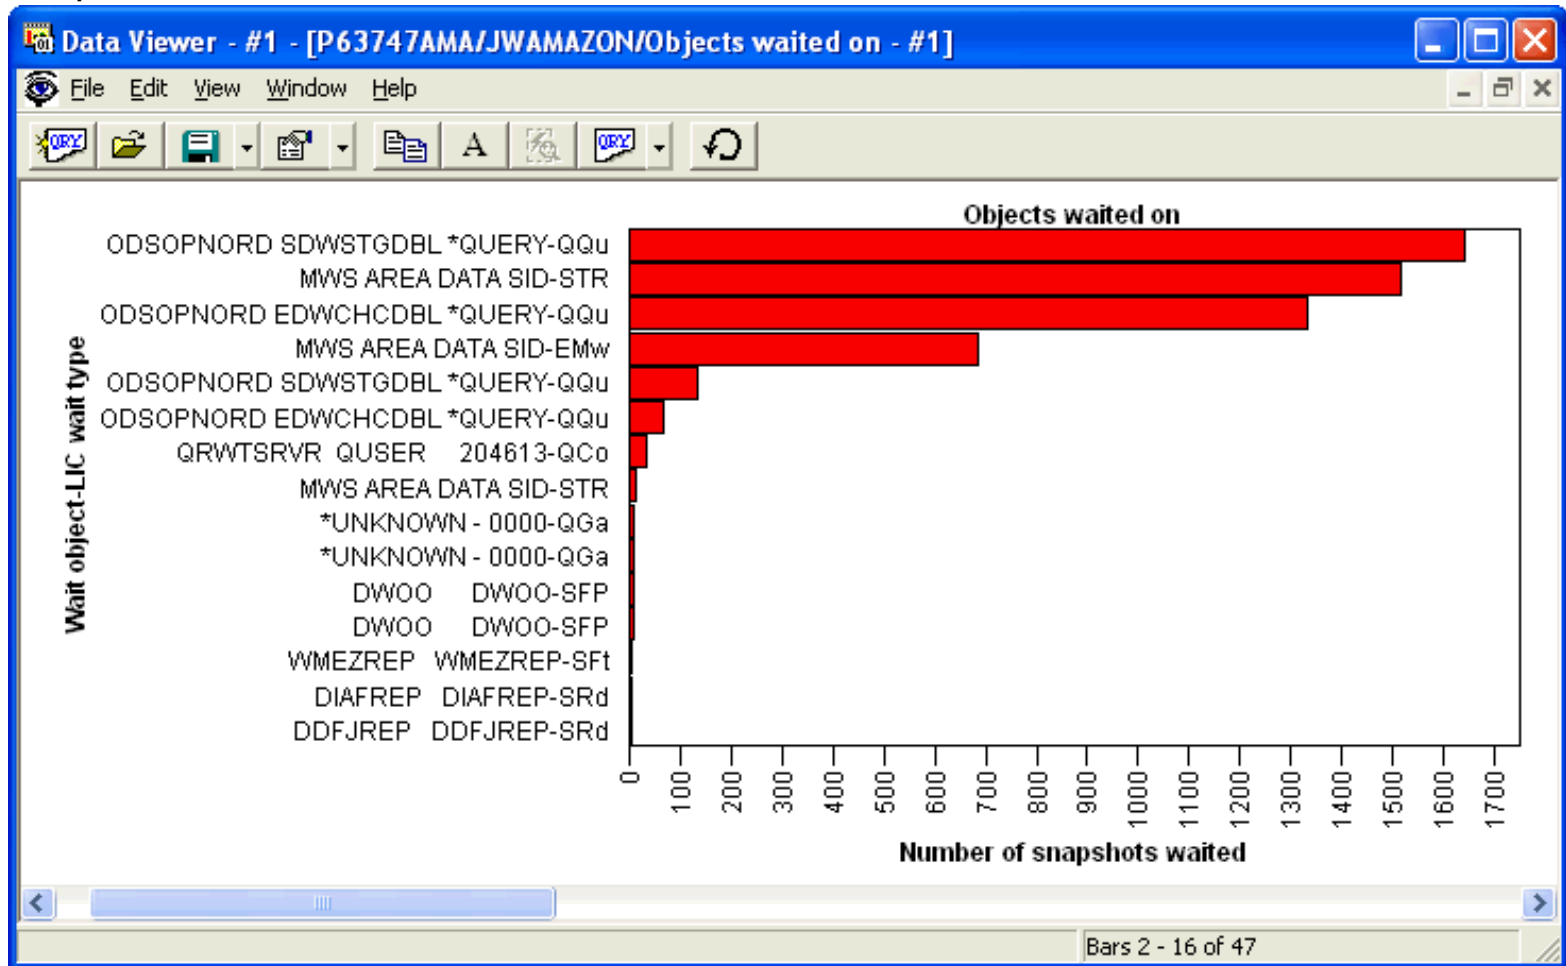 Data Viewer - #1 - [P63747AMA/JWAMAZON/Objects waited on - #1]
File Edit View Window Help
QRY A QRY
Objects waited on
Wait object-LIC wait type
ODSOPNORD SDWSTGDBL *QUERY-QQu
MWS AREA DATA SID-STR
ODSOPNORD EDWCHCDBL *QUERY-QQu
MWS AREA DATA SID-EMw
ODSOPNORD SDWSTGDBL *QUERY-QQu
ODSOPNORD EDWCHCDBL *QUERY-QQu
QRWTSRVR QUSER 204613-QCo
MWS AREA DATA SID-STR
*UNKNOWN - 0000-QGa
*UNKNOWN - 0000-QGa
DWOO DWOO-SFP
DWOO DWOO-SFP
WMEZREP WMEZREP-SFt
DIAFREP DIAFREP-SRd
DDFJREP DDFJREP-SRd
0 100 200 300 400 500 600 700 800 900 1000 1100 1200 1300 1400 1500 1600 1700
Number of snapshots waited
Bars 2 - 16 of 47